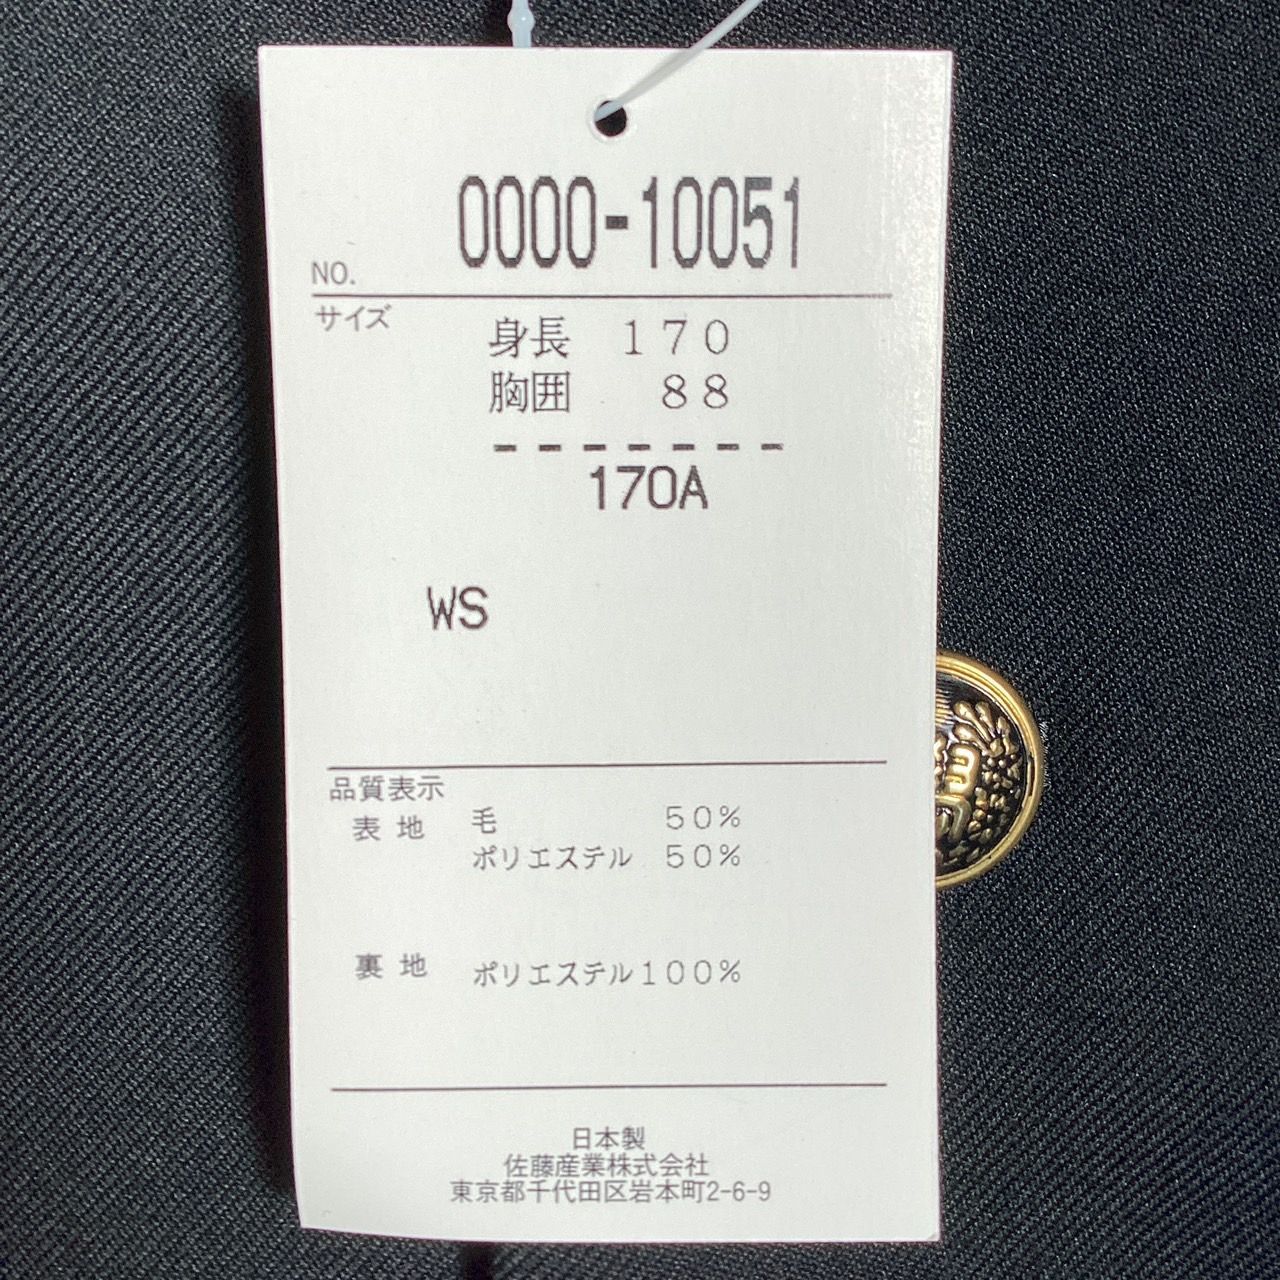 0000-10051
NO.
サイズ
身長 170
胸囲 88
-------
170A
WS
品質表示
表地 毛 50%
ポリエステル 50%
裏地 ポリエステル100%
日本製
佐藤産業株式会社
東京都千代田区岩本町2-6-9